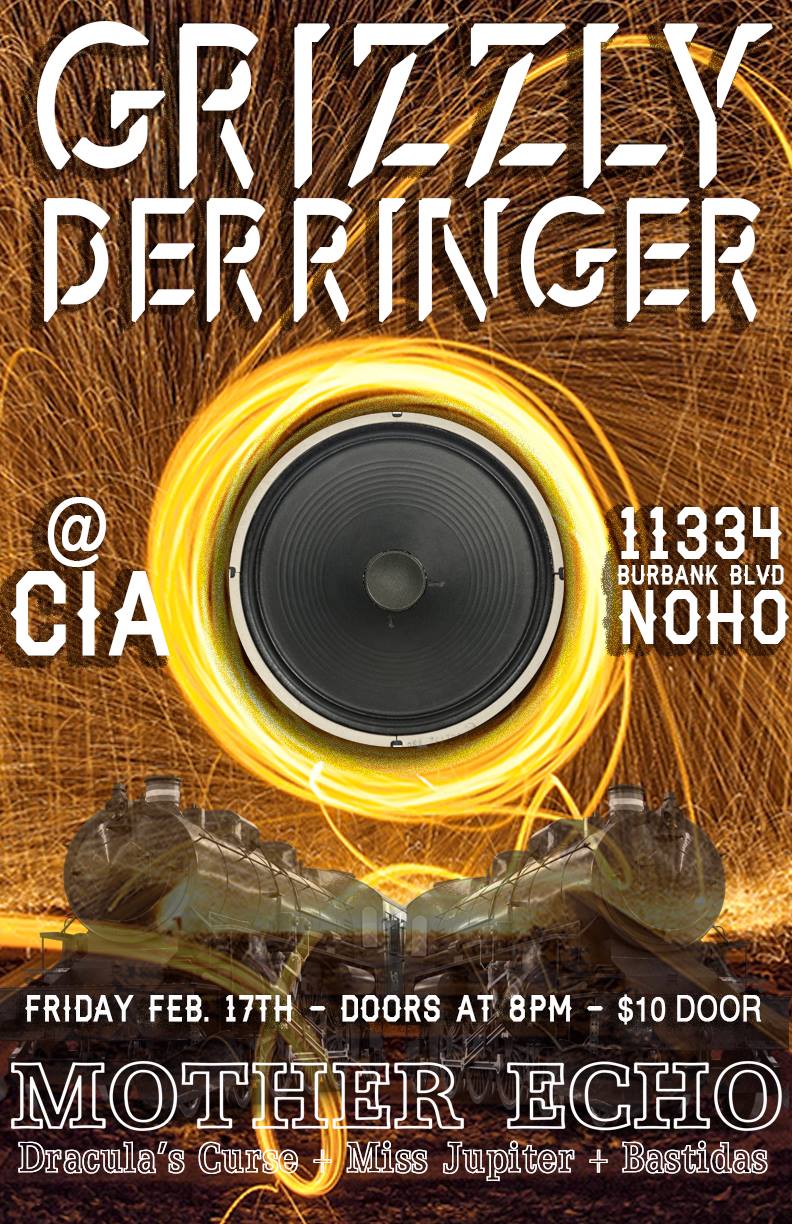 GRIZZLY
DERRINGER
@
CIA
11334
BURBANK BLVD
NOHO
FRIDAY FEB. 17TH - DOORS AT 8PM - $10 DOOR
MOTHER ECHO
Dracula's Curse + Miss Jupiter + Bastidas